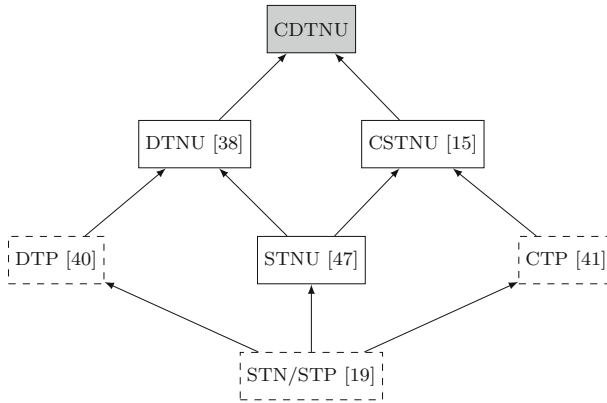 CDTNU
DTNU [38]
CSTNU [15]
DTP [40]
STNU [47]
CTP [41]
STN/STP [19]